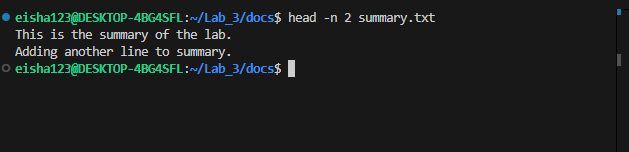 eisha123@DESKTOP-4BG4SFL:~/Lab_3/docs$ head -n 2 summary.txt
This is the summary of the lab.
Adding another line to summary.
eisha123@DESKTOP-4BG4SFL:~/Lab_3/docs$